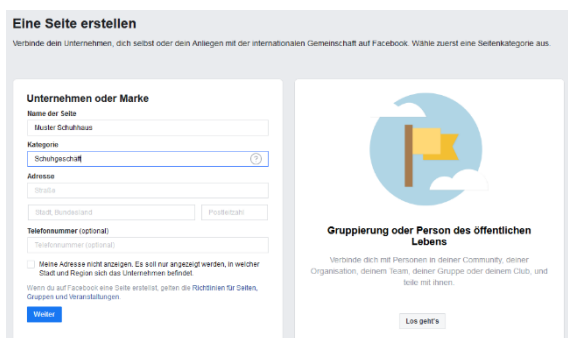 Eine Seite erstellen
Verbinde dein Unternehmen, dich selbst oder dein Anliegen mit der internationalen Gemeinschaft auf Facebook. Wähle zuerst eine Seitenkategorie aus.
Unternehmen oder Marke
Name der Seite
Muster Schuhhaus
Kategorie
Schuhgeschäft
?
Adresse
Straße
Stadt, Bundesland
Postleitzahl
Telefonnummer (optional)
Telefonnummer (optional)
Meine Adresse nicht anzeigen. Es soll nur angezeigt werden, in welcher
Stadt und Region sich das Unternehmen befindet.
Wenn du auf Facebook eine Seite erstellst, gelten die Richtlinien für Seiten,
Gruppen und Veranstaltungen.
Weiter
Gruppierung oder Person des öffentlichen
Lebens
Verbinde dich mit Personen in deiner Community, deiner
Organisation, deinem Team, deiner Gruppe oder deinem Club, und
teile mit ihnen.
Los geht's